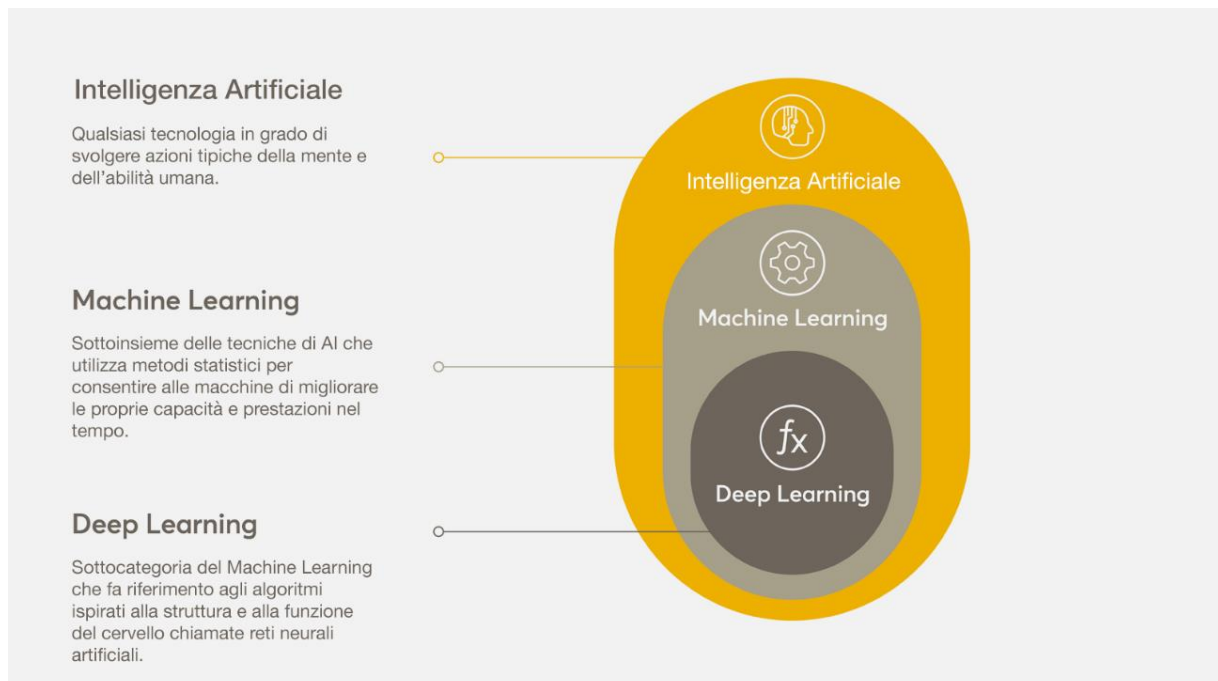 Intelligenza Artificiale
Qualsiasi tecnologia in grado di
svolgere azioni tipiche della mente e
dell'abilità umana.
Machine Learning
Sottoinsieme delle tecniche di AI che
utilizza metodi statistici per
consentire alle macchine di migliorare
le proprie capacità e prestazioni nel
tempo.
Deep Learning
Sottocategoria del Machine Learning
che fa riferimento agli algoritmi
ispirati alla struttura e alla funzione
del cervello chiamate reti neurali
artificiali.
Intelligenza Artificiale
Machine Learning
fx
Deep Learning